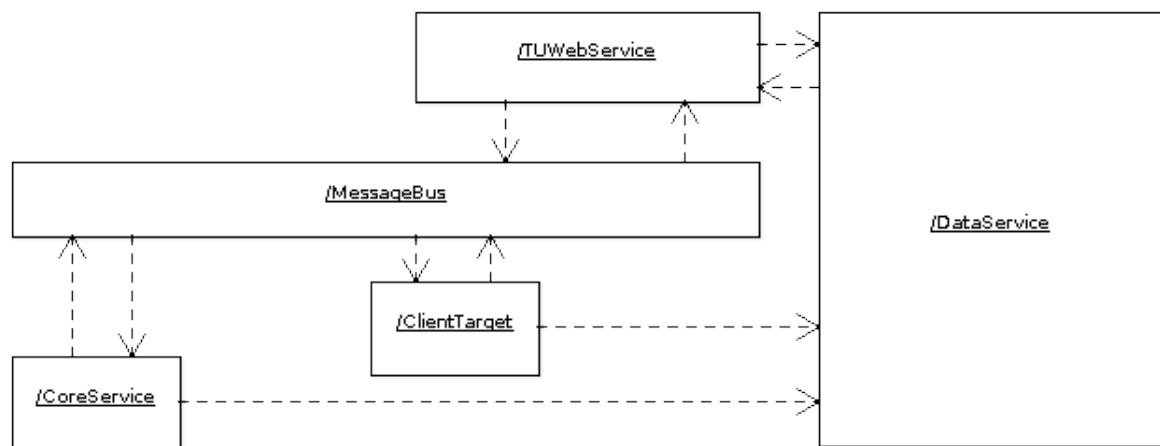 /TUWebService
/MessageBus
/DataService
/ClientTarget
/CoreService